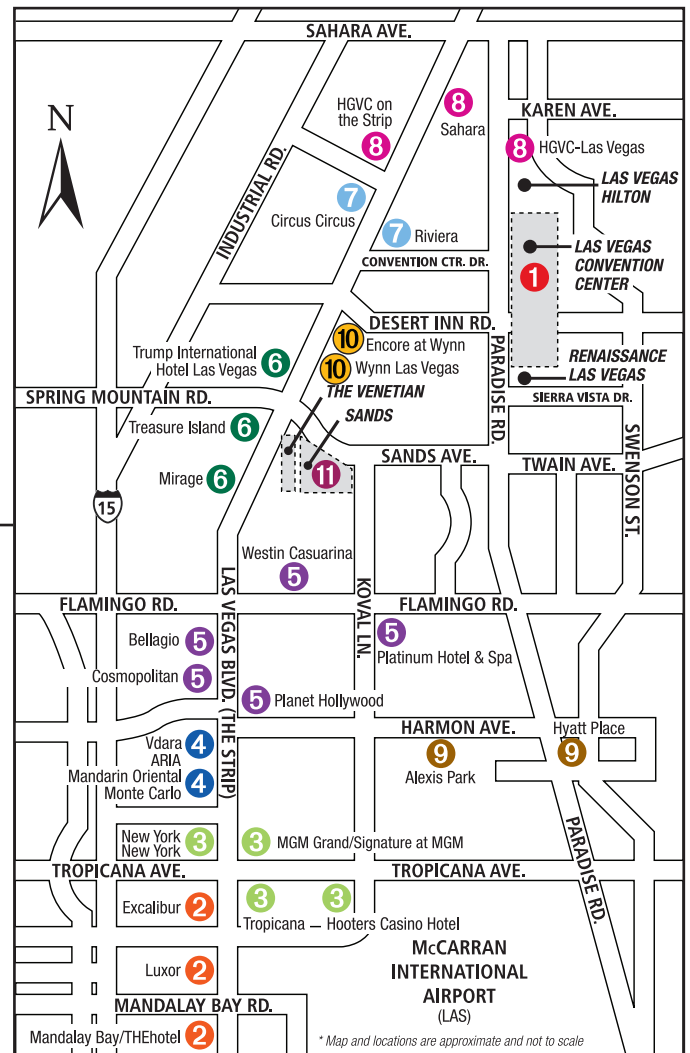 SAHARA AVE.
N
HGVC on
the Strip
8
8
Sahara
KAREN AVE.
8
HGVC-Las Vegas
LAS VEGAS
HILTON
INDUSTRIAL RD.
7
Circus Circus
7
Riviera
CONVENTION CTR. DR.
LAS VEGAS
CONVENTION
CENTER
1
DESERT INN RD.
10
Encore at Wynn
Trump International
Hotel Las Vegas
6
10
Wynn Las Vegas
PARADISE RD.
RENAISSANCE
LAS VEGAS
SPRING MOUNTAIN RD.
THE VENETIAN
SANDS
SIERRA VISTA DR.
Treasure Island
6
SANDS AVE.
TWAIN AVE.
SWENSON ST.
Mirage
6
11
15
Westin Casuarina
5
LAS VEGAS BLVD. (THE STRIP)
KOVAL LN.
FLAMINGO RD.
FLAMINGO RD.
Bellagio
5
5
Platinum Hotel & Spa
Cosmopolitan
5
5
Planet Hollywood
HARMON AVE.
Hyatt Place
9
Vdara
ARIA
4
9
Alexis Park
Mandarin Oriental
Monte Carlo
4
PARADISE RD.
New York
New York
3
3
MGM Grand/Signature at MGM
TROPICANA AVE.
TROPICANA AVE.
Excalibur
2
3
3
Tropicana – Hooters Casino Hotel
McCARRAN
INTERNATIONAL
AIRPORT
(LAS)
Luxor
2
MANDALAY BAY RD.
Mandalay Bay/THEhotel
2
* Map and locations are approximate and not to scale